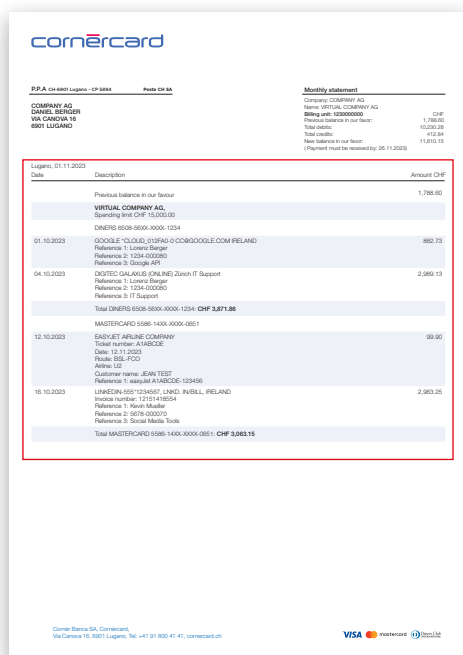 cornèrcard
P.P.A CH-6901 Lugano - CP 5894 Posta CH SA
COMPANY AG
DANIEL BERGER
VIA CANOVA 16
6901 LUGANO
Monthly statement
Company: COMPANY AG
Name: VIRTUAL COMPANY AG
Billing unit: 1230000000 CHF
Previous balance in our favor: 1,788.60
Total debits: 10,230.28
Total credits: 412.64
New balance in our favor: 11,610.15
( Payment must be received by: 26.11.2023)
Lugano, 01.11.2023
Date Description Amount CHF
Previous balance in our favour 1,788.60
VIRTUAL COMPANY AG,
Spending limit CHF 15,000.00
DINERS 6508-56XX-XXXX-1234
01.10.2023 GOOGLE *CLOUD_012FA0-0 CC@GOOGLE.COM IRELAND 882.73
Reference 1: Lorenz Berger
Reference 2: 1234-000080
Reference 3: Google API
04.10.2023 DIGITEC GALAXUS (ONLINE) Zürich IT Support 2,989.13
Reference 1: Lorenz Berger
Reference 2: 1234-000080
Reference 3: IT Support
Total DINERS 6508-56XX-XXXX-1234: CHF 3,871.86
MASTERCARD 5586-14XX-XXXX-0651
12.10.2023 EASYJET AIRLINE COMPANY 99.90
Ticket number: A1ABCDE
Date: 12.11.2023
Route: BSL-FCO
Airline: U2
Customer name: JEAN TEST
Reference 1: easyJet A1ABCDE-123456
16.10.2023 LINKEDIN-555*1234567, LNKD. IN/BILL, IRELAND 2,963.25
Invoice number: 12151418554
Reference 1: Kevin Mueller
Reference 2: 5678-000070
Reference 3: Social Media Tools
Total MASTERCARD 5586-14XX-XXXX-0651: CHF 3,063.15
Cornèr Banca SA, Cornèrcard,
Via Canova 16, 6901 Lugano, Tel: +41 91 800 41 41, cornercard.ch
VISA mastercard Diners Club